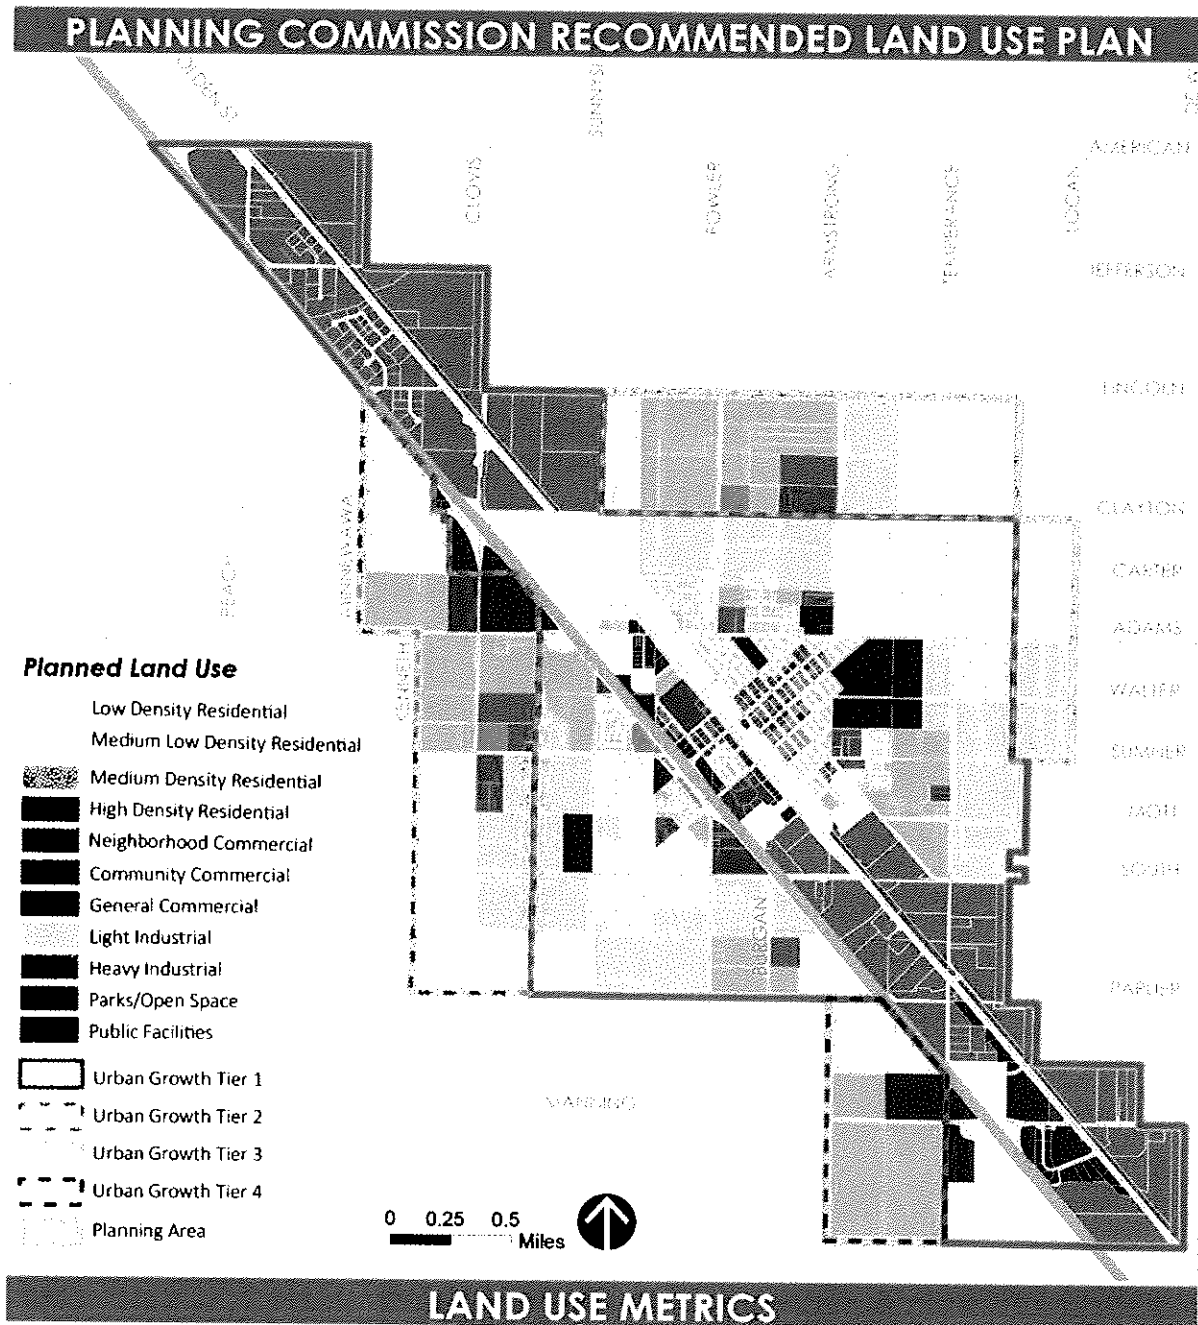 PLANNING COMMISSION RECOMMENDED LAND USE PLAN
CLOVIS
FOWLER
ARMSTRONG
TEMPERANCE
LOGAN
AMERICAN
JEFFERSON
LINCOLN
CLAYTON
CARTER
ADAMS
WALTER
SUMNER
SOUTH
PARLIER
MANNING
BURGAN
Planned Land Use
Low Density Residential
Medium Low Density Residential
Medium Density Residential
High Density Residential
Neighborhood Commercial
Community Commercial
General Commercial
Light Industrial
Heavy Industrial
Parks/Open Space
Public Facilities
Urban Growth Tier 1
Urban Growth Tier 2
Urban Growth Tier 3
Urban Growth Tier 4
Planning Area
0 0.25 0.5
Miles
LAND USE METRICS